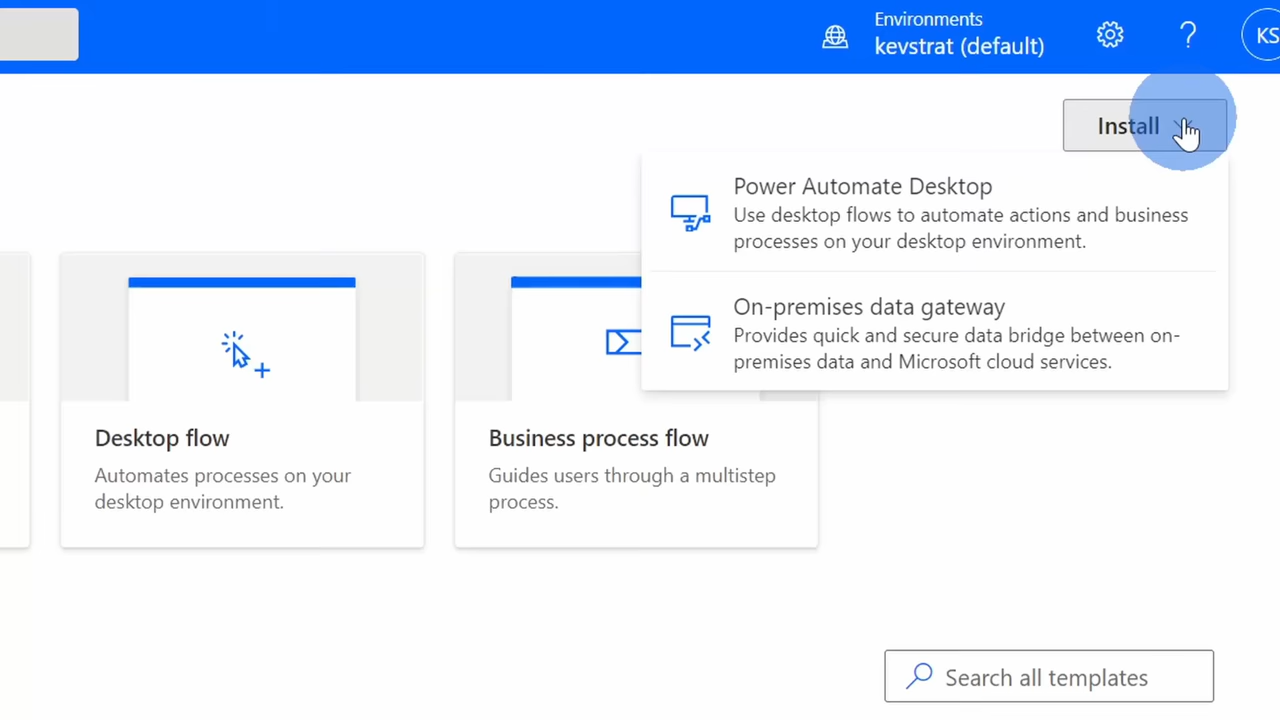 Environments
kevstrat (default)
?
KS
Install
Power Automate Desktop
Use desktop flows to automate actions and business
processes on your desktop environment.
On-premises data gateway
Provides quick and secure data bridge between on-
premises data and Microsoft cloud services.
Desktop flow
Automates processes on your
desktop environment.
Business process flow
Guides users through a multistep
process.
Search all templates